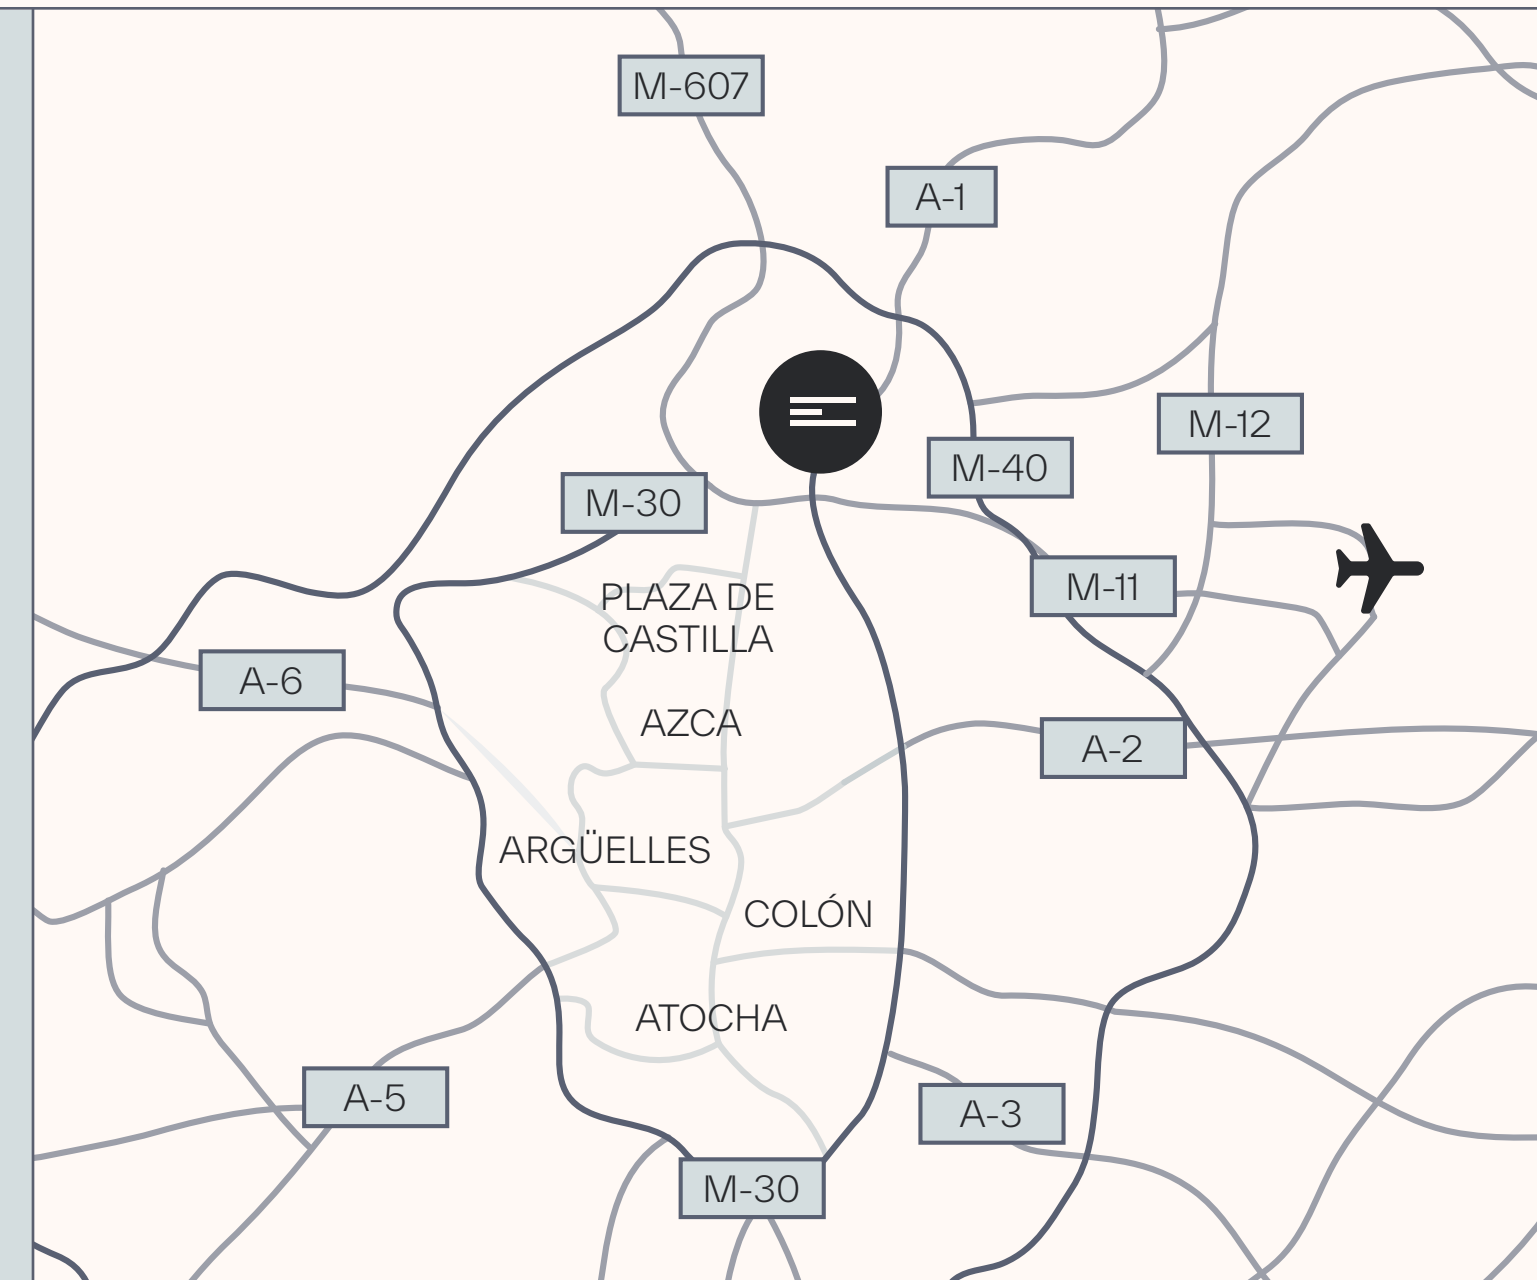 M-607
A-1
M-12
M-40
M-30
M-11
PLAZA DE
CASTILLA
A-6
AZCA
A-2
ARGÜELLES
COLÓN
ATOCHA
A-5
A-3
M-30